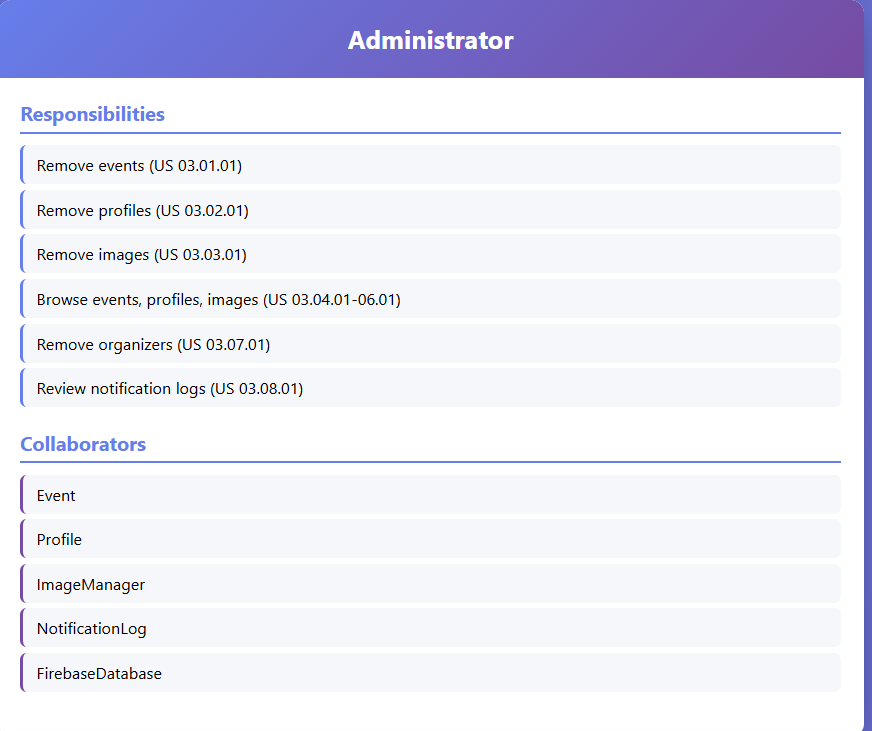 Administrator
Responsibilities
Remove events (US 03.01.01)
Remove profiles (US 03.02.01)
Remove images (US 03.03.01)
Browse events, profiles, images (US 03.04.01-06.01)
Remove organizers (US 03.07.01)
Review notification logs (US 03.08.01)
Collaborators
Event
Profile
ImageManager
NotificationLog
FirebaseDatabase